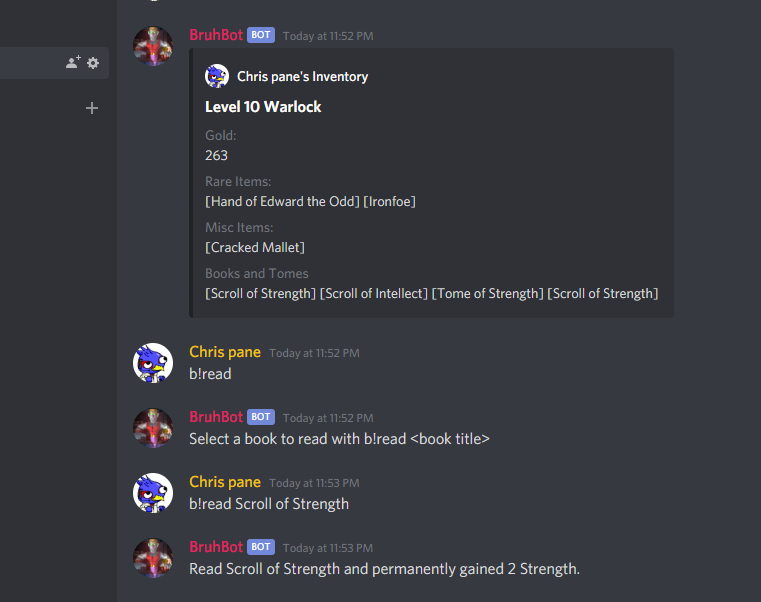 BruhBot BOT Today at 11:52 PM
Chris pane's Inventory
Level 10 Warlock
Gold:
263
Rare Items:
[Hand of Edward the Odd] [Ironfoe]
Misc Items:
[Cracked Mallet]
Books and Tomes
[Scroll of Strength] [Scroll of Intellect] [Tome of Strength] [Scroll of Strength]
Chris pane Today at 11:52 PM
b!read
BruhBot BOT Today at 11:52 PM
Select a book to read with b!read <book title>
Chris pane Today at 11:53 PM
b!read Scroll of Strength
BruhBot BOT Today at 11:53 PM
Read Scroll of Strength and permanently gained 2 Strength.